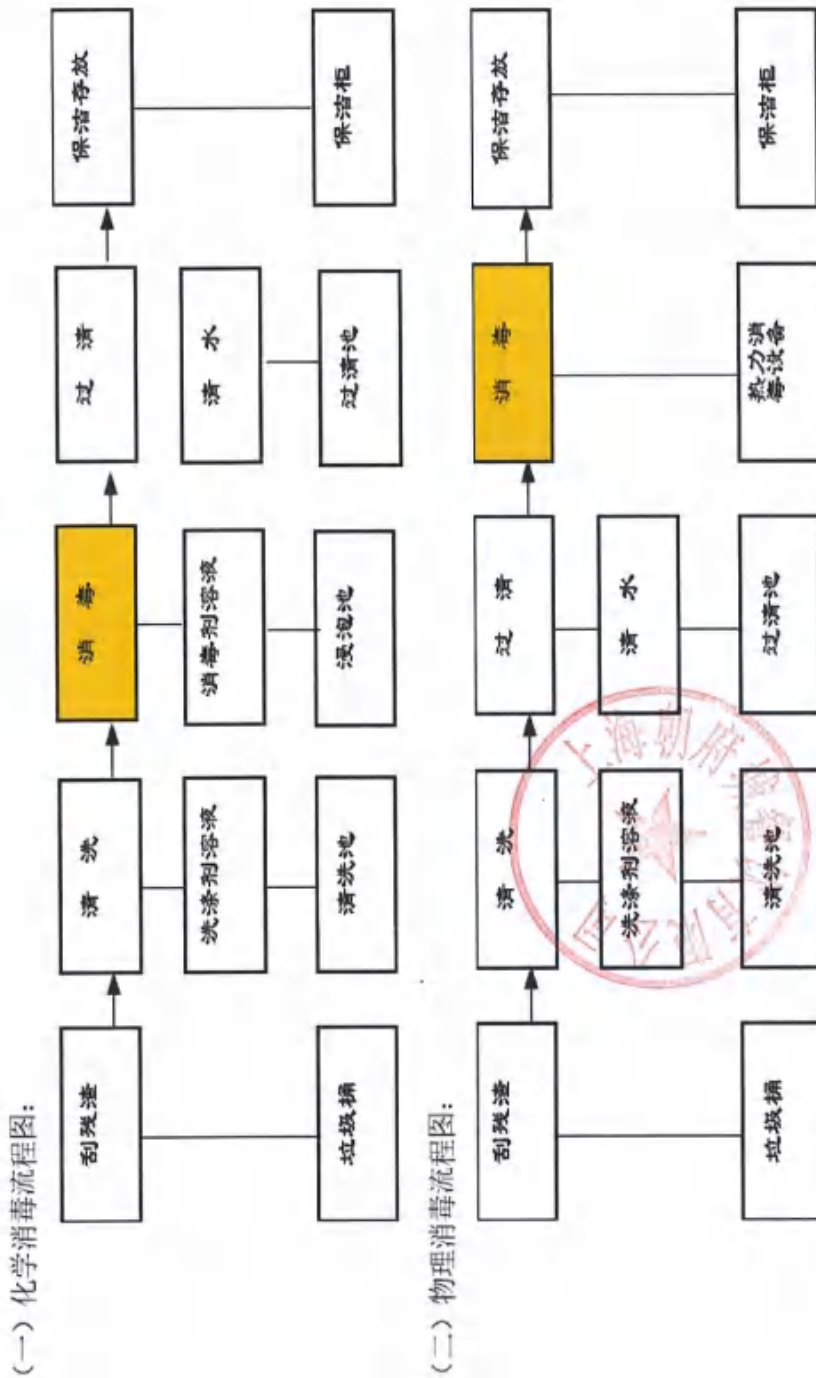 （一）化学消毒流程图：
刮残渣
清 洗
消 毒
过 清
保洁存放
洗涤剂溶液
消毒剂溶液
清 水
垃圾桶
清洗池
浸泡池
过清池
保洁柜
（二）物理消毒流程图：
刮残渣
清 洗
过 清
消 毒
保洁存放
洗涤剂溶液
清 水
垃圾桶
清洗池
过清池
热力消
毒设备
保洁柜